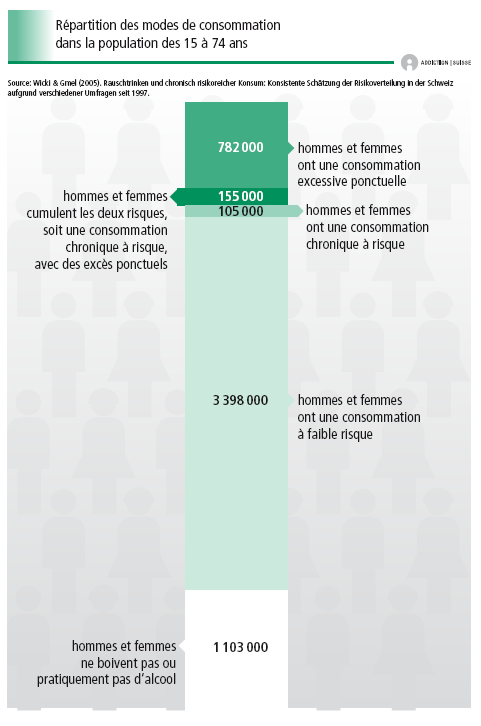 Répartition des modes de consommation
dans la population des 15 à 74 ans
ADDICTION | SUISSE
Source: Wicki & Gmel (2005). Rauschtrinken und chronisch risikoreicher Konsum: Konsistente Schätzung der Risikoverteilung in der Schweiz
aufgrund verschiedener Umfragen seit 1997.
782 000
hommes et femmes
ont une consommation
excessive ponctuelle
hommes et femmes
cumulent les deux risques,
soit une consommation
chronique à risque,
avec des excès ponctuels
155 000
105 000
hommes et femmes
ont une consommation
chronique à risque
3 398 000
hommes et femmes
ont une consommation
à faible risque
hommes et femmes
ne boivent pas ou
pratiquement pas d'alcool
1 103 000